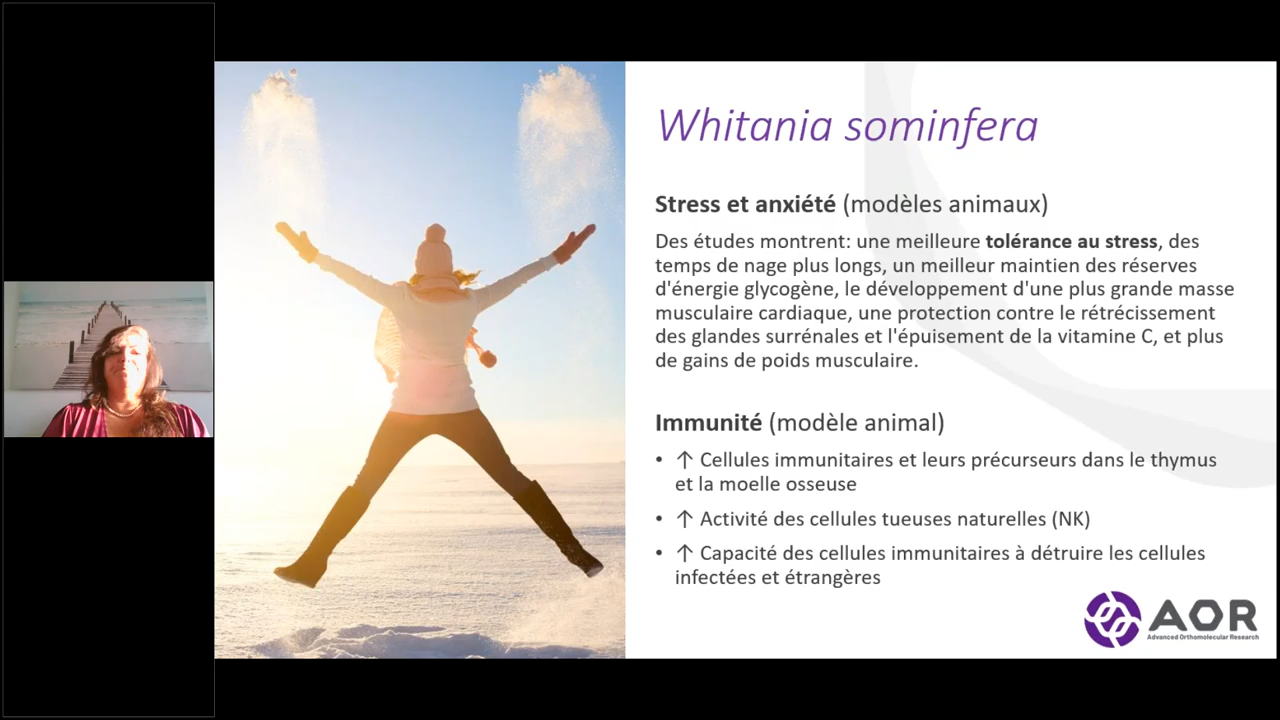 Whitania sominfera
Stress et anxiété (modèles animaux)
Des études montrent: une meilleure tolérance au stress, des
temps de nage plus longs, un meilleur maintien des réserves
d'énergie glycogène, le développement d'une plus grande masse
musculaire cardiaque, une protection contre le rétrécissement
des glandes surrénales et l'épuisement de la vitamine C, et plus
de gains de poids musculaire.
Immunité (modèle animal)
• ↑ Cellules immunitaires et leurs précurseurs dans le thymus
et la moelle osseuse
• ↑ Activité des cellules tueuses naturelles (NK)
• ↑ Capacité des cellules immunitaires à détruire les cellules
infectées et étrangères
AOR
Advanced Orthomolecular Research